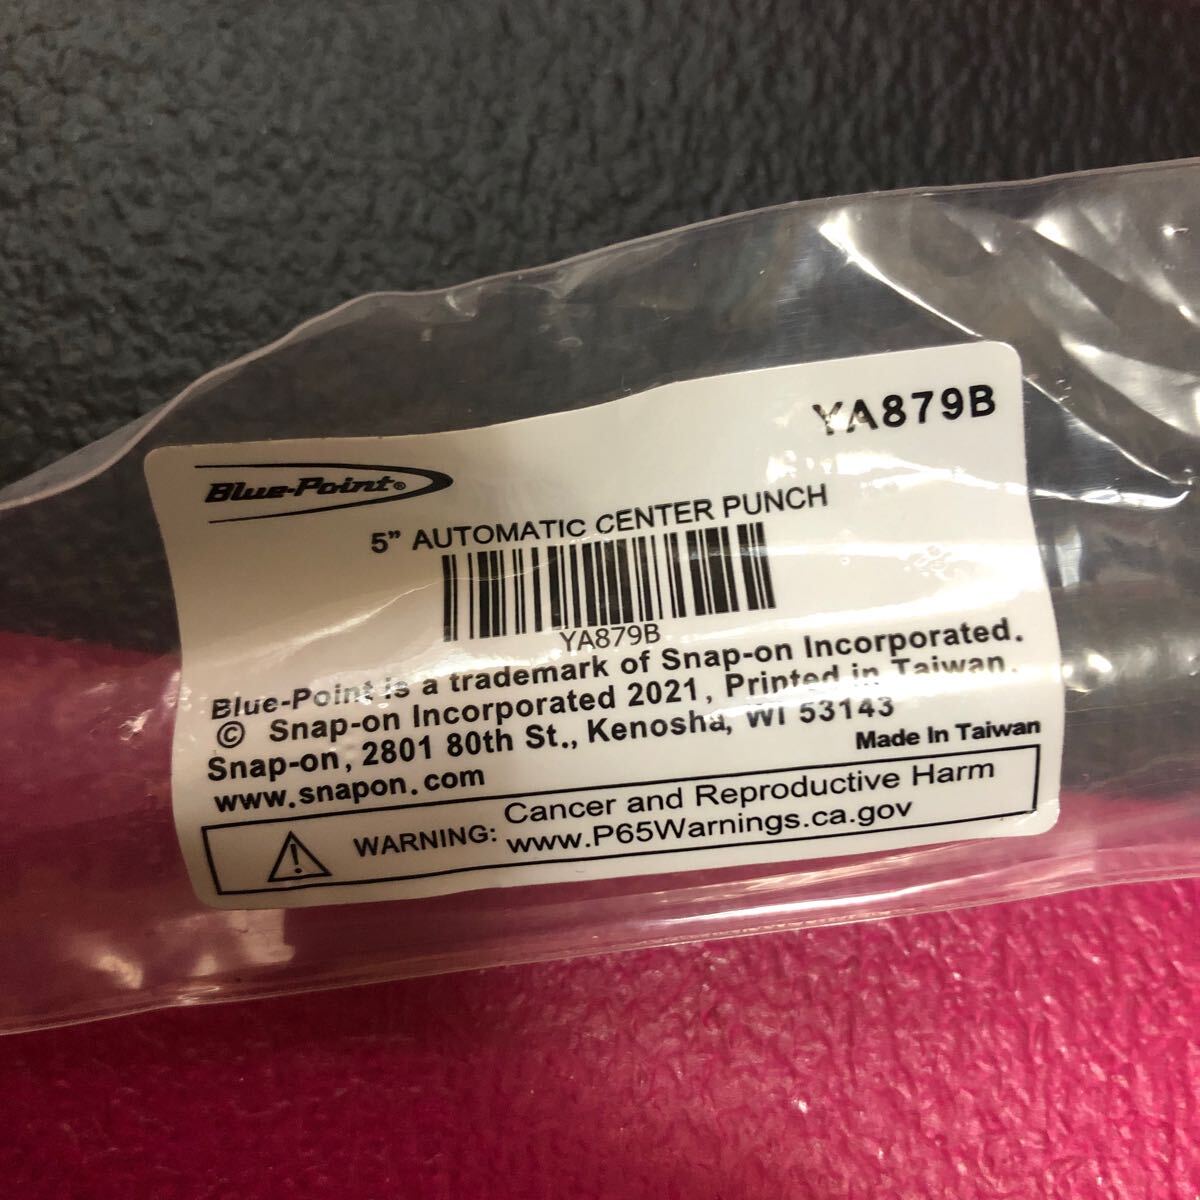 YA879B
Blue-Point®
5" AUTOMATIC CENTER PUNCH
YA879B
Blue-Point is a trademark of Snap-on Incorporated.
© Snap-on Incorporated 2021, Printed in Taiwan.
Snap-on, 2801 80th St., Kenosha, WI 53143
www.snapon.com
Made In Taiwan
WARNING: Cancer and Reproductive Harm
www.P65Warnings.ca.gov